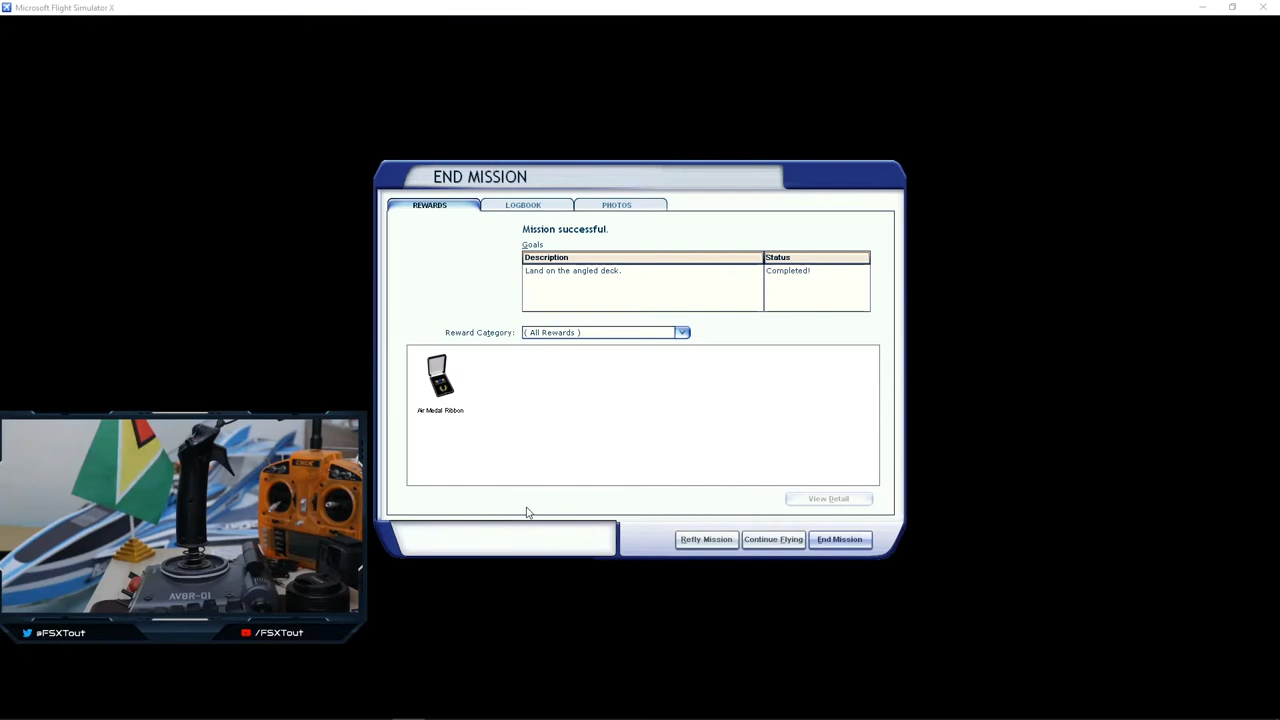 Microsoft Flight Simulator X
END MISSION
REWARDS
LOGBOOK
PHOTOS
Mission successful.
Goals
Description
Status
Land on the angled deck.
Completed!
Reward Category:
( All Rewards )
Air Medal Ribbon
View Detail
Refly Mission
Continue Flying
End Mission
AV8R-01
@FSXTout
/FSXTout